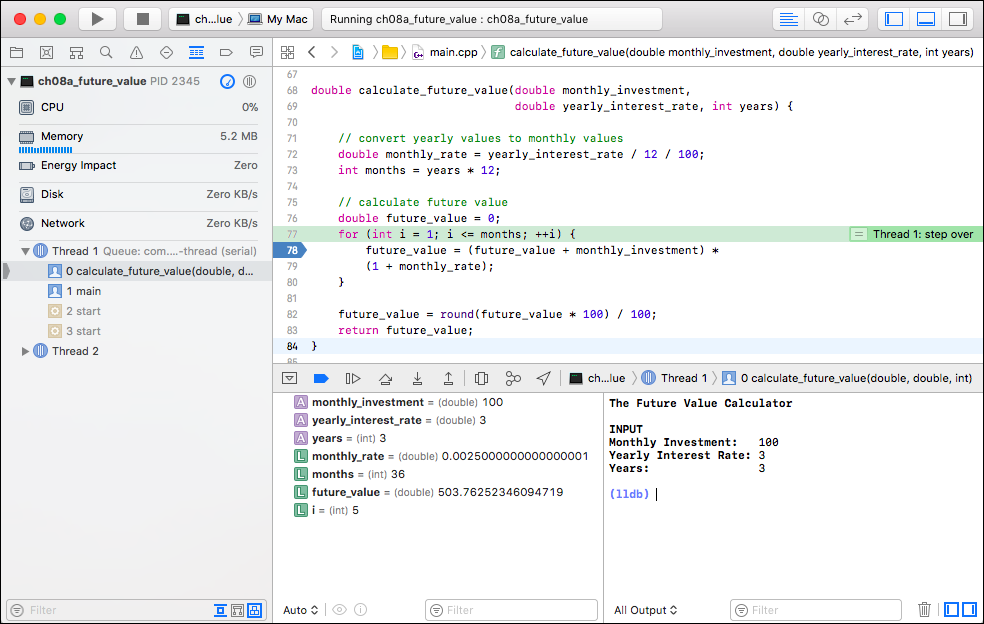 ch...lue My Mac Running ch08a_future_value : ch08a_future_value
main.cpp calculate_future_value(double monthly_investment, double yearly_interest_rate, int years)
ch08a_future_value PID 2345
CPU 0%
Memory 5.2 MB
Energy Impact Zero
Disk Zero KB/s
Network Zero KB/s
Thread 1 Queue: com....-thread (serial)
0 calculate_future_value(double, d...
1 main
2 start
3 start
Thread 2
Filter
67
68 double calculate_future_value(double monthly_investment,
69 double yearly_interest_rate, int years) {
70
71 // convert yearly values to monthly values
72 double monthly_rate = yearly_interest_rate / 12 / 100;
73 int months = years * 12;
74
75 // calculate future value
76 double future_value = 0;
77 for (int i = 1; i <= months; ++i) { Thread 1: step over
78 future_value = (future_value + monthly_investment) *
79 (1 + monthly_rate);
80 }
81
82 future_value = round(future_value * 100) / 100;
83 return future_value;
84 }
85
ch...lue Thread 1 0 calculate_future_value(double, double, int)
A monthly_investment = (double) 100
A yearly_interest_rate = (double) 3
A years = (int) 3
L monthly_rate = (double) 0.0025000000000000001
L months = (int) 36
L future_value = (double) 503.76252346094719
L i = (int) 5
Auto Filter
The Future Value Calculator
INPUT
Monthly Investment: 100
Yearly Interest Rate: 3
Years: 3
(lldb)
All Output Filter